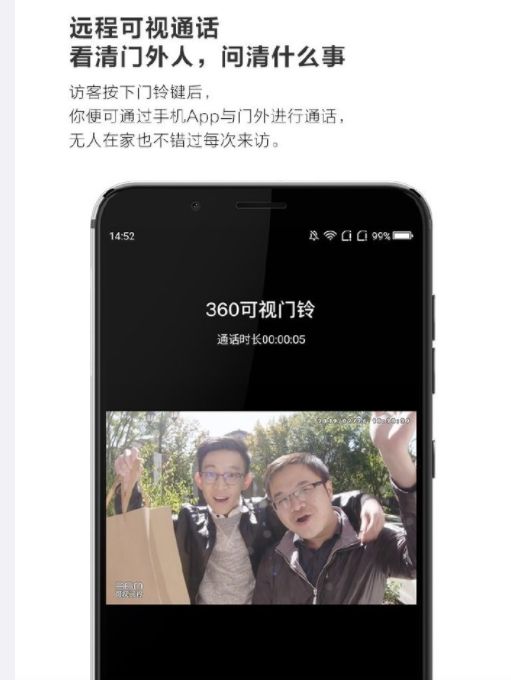 远程可视通话
看清门外人，问清什么事
访客按下门铃键后，
你便可通过手机App与门外进行通话，
无人在家也不错过每次来访。
14:52
99%
360可视门铃
通话时长00:00:05